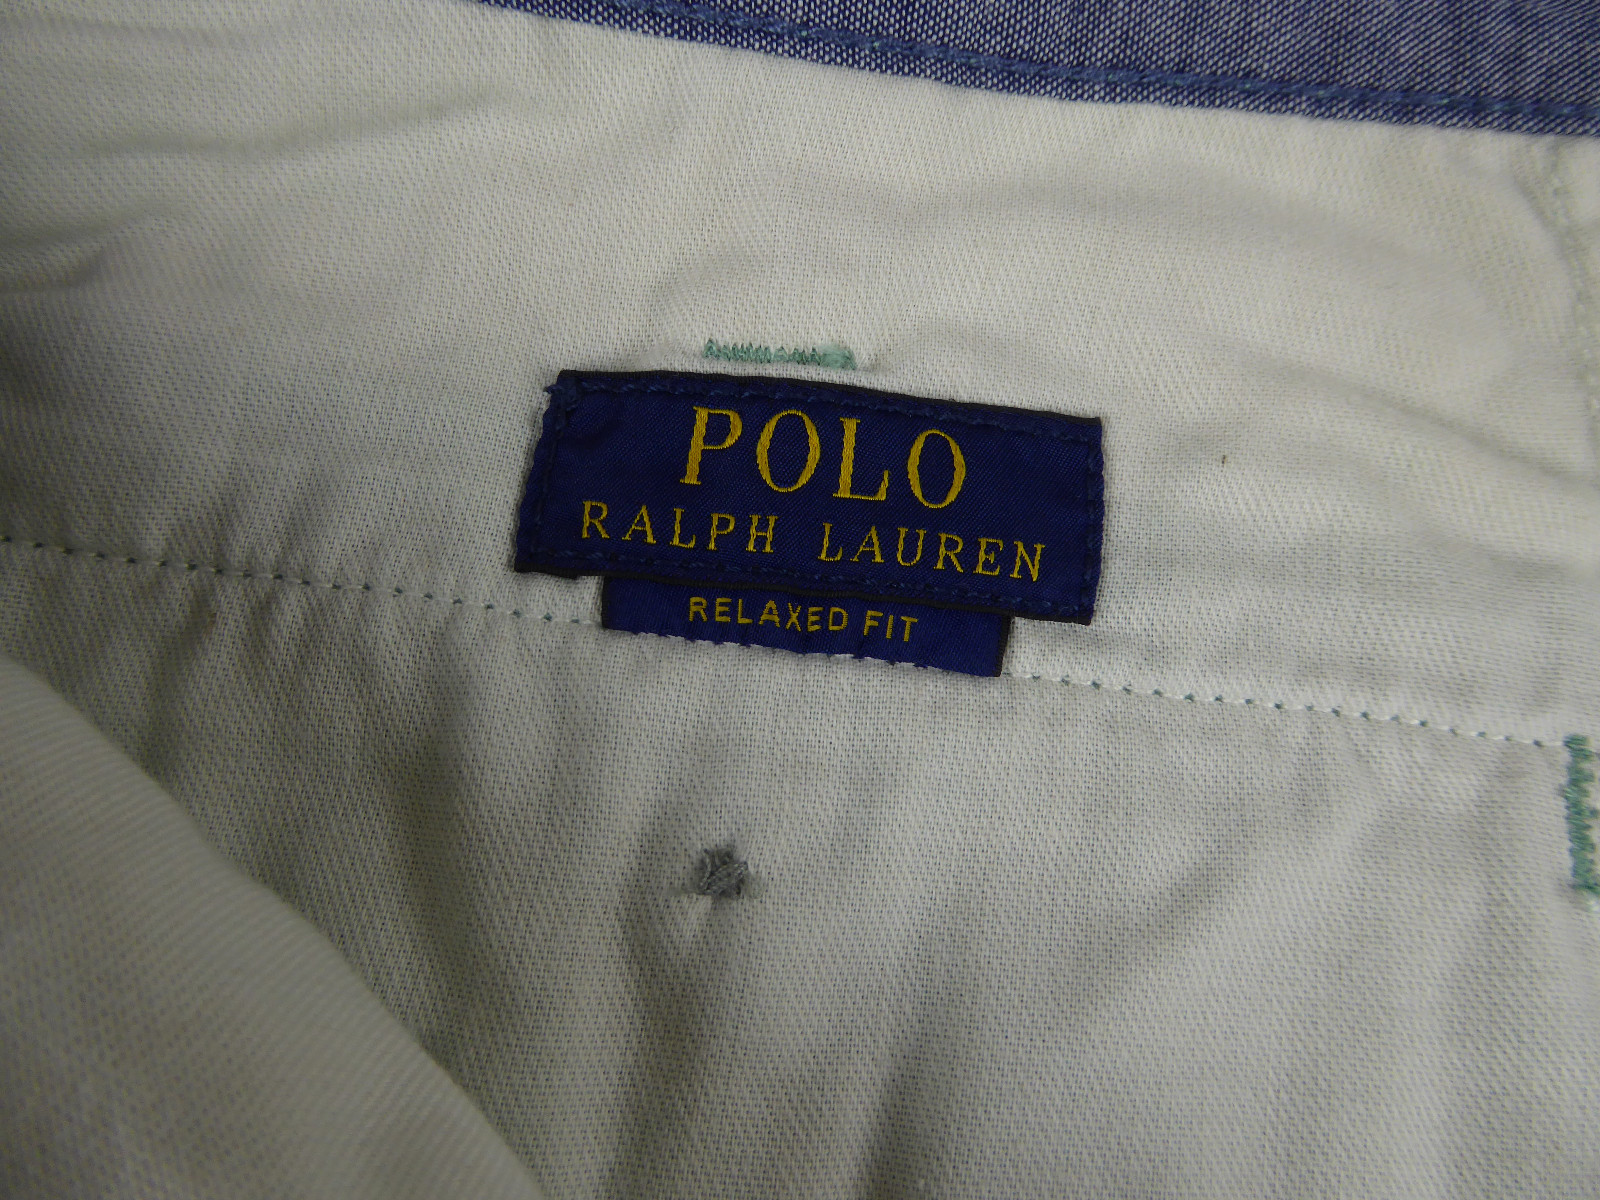 POLO
RALPH LAUREN
RELAXED FIT